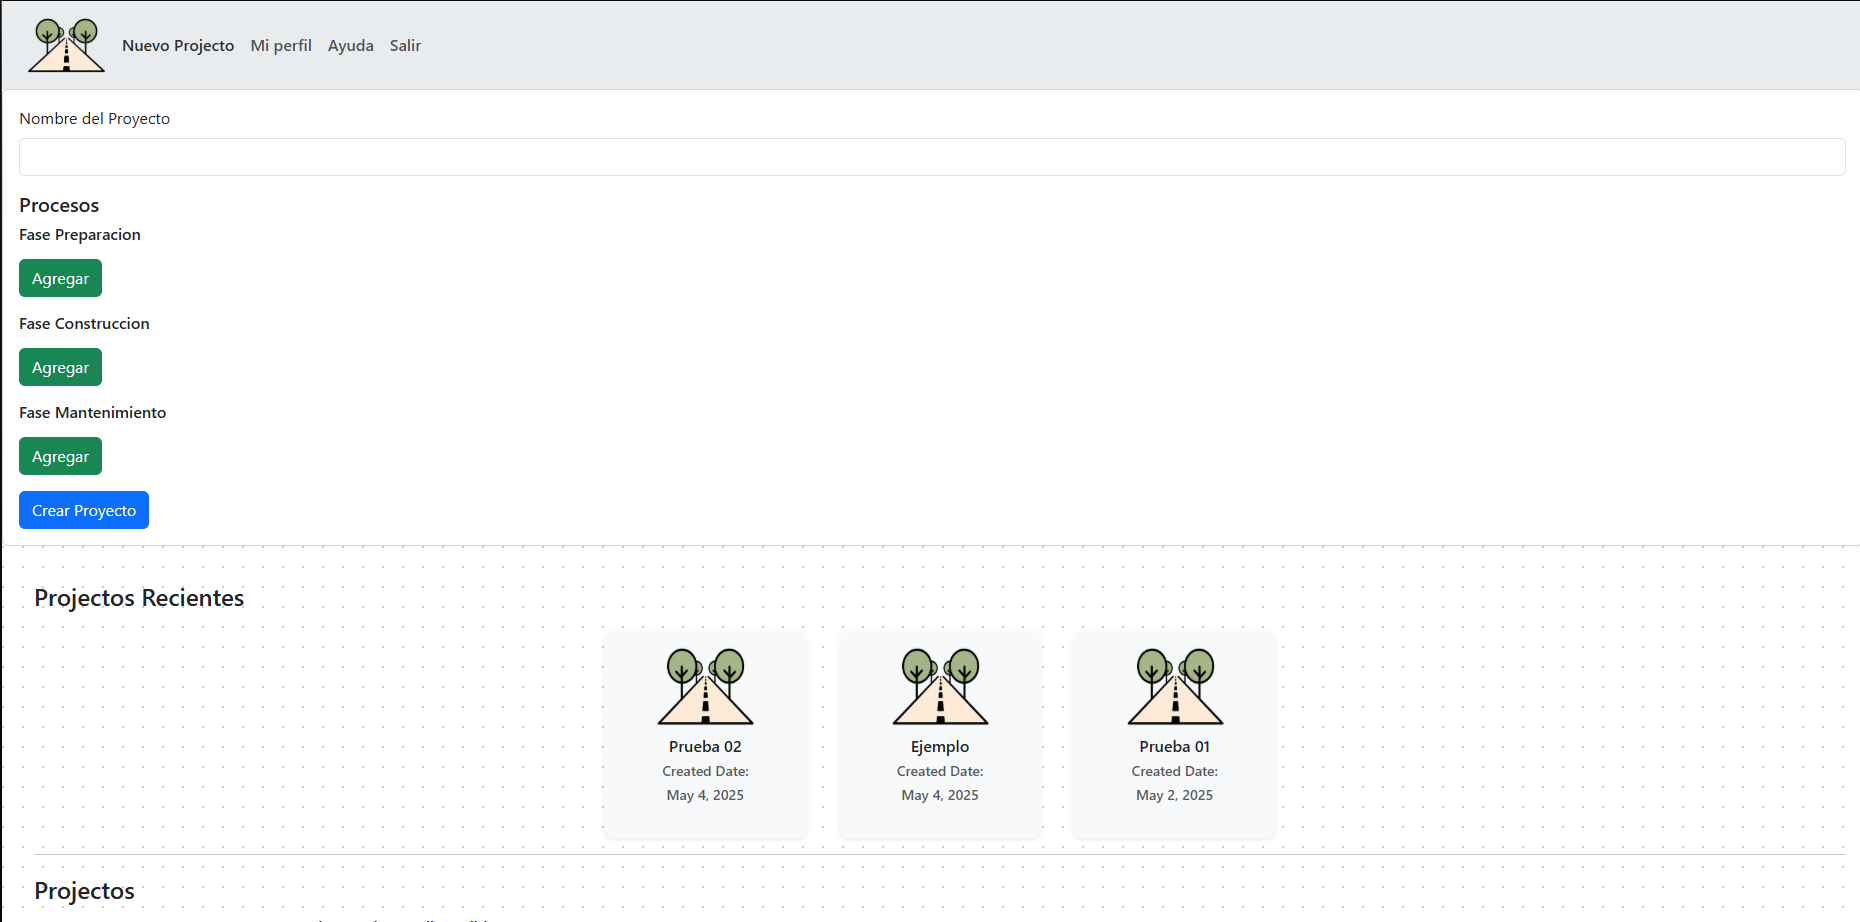 Nuevo Projecto Mi perfil Ayuda Salir
Nombre del Proyecto
Procesos
Fase Preparacion
Agregar
Fase Construccion
Agregar
Fase Mantenimiento
Agregar
Crear Proyecto
Projectos Recientes
Prueba 02
Created Date:
May 4, 2025
Ejemplo
Created Date:
May 4, 2025
Prueba 01
Created Date:
May 2, 2025
Projectos